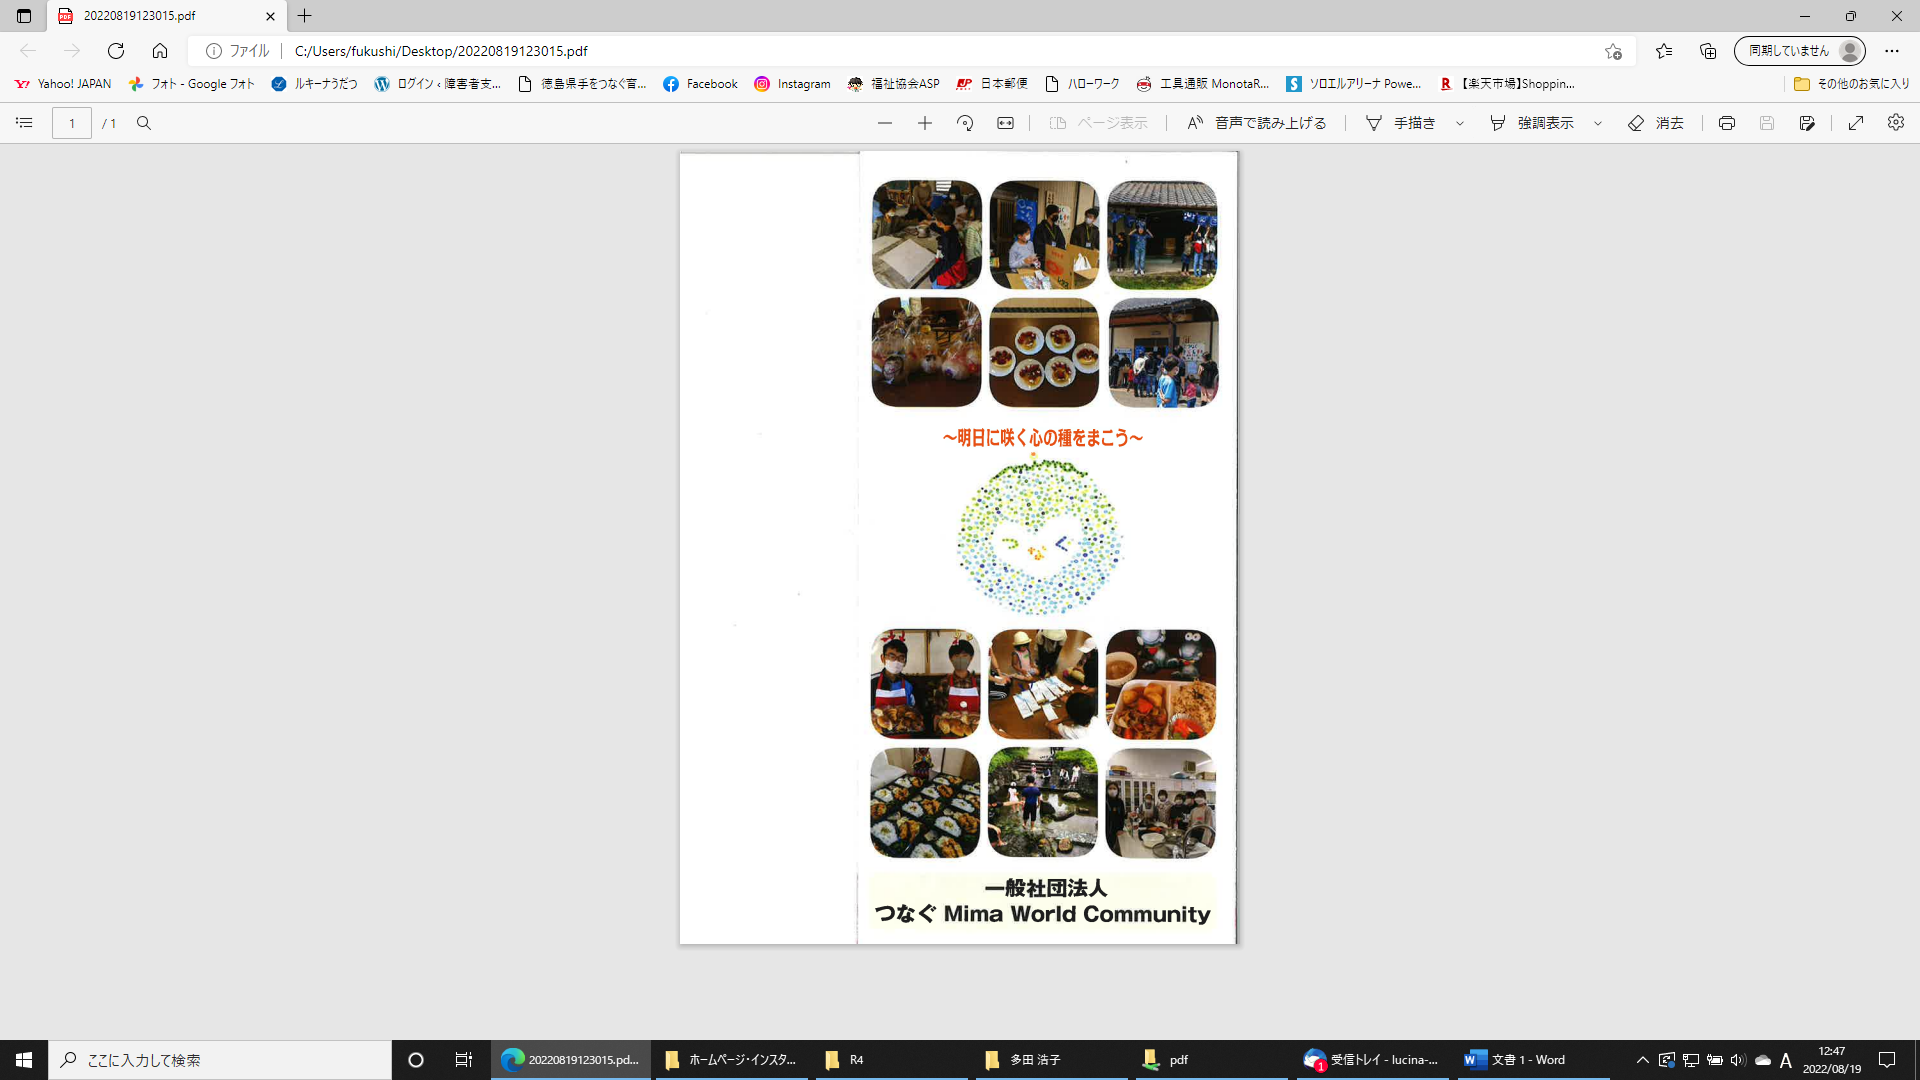 20220819123015.pdf
ファイル
C:/Users/fukushi/Desktop/20220819123015.pdf
同期していません
Yahoo! JAPAN
フォト - Google フォト
ルキーナうだつ
ログイン ‹ 障害者支...
徳島県手をつなぐ育...
Facebook
Instagram
福祉協会ASP
日本郵便
ハローワーク
工具通販 MonotaR...
ソロエルアリーナ Powe...
【楽天市場】Shoppin...
その他のお気に入り
1 / 1
ページ表示
音声で読み上げる
手描き
強調表示
消去
～明日に咲く心の種をまこう～
つ く
一般社団法人
つなぐ Mima World Community
ここに入力して検索
20220819123015.pd...
ホームページ・インスタ...
R4
多田 浩子
pdf
受信トレイ - lucina-...
文書 1 - Word
A
12:47
2022/08/19